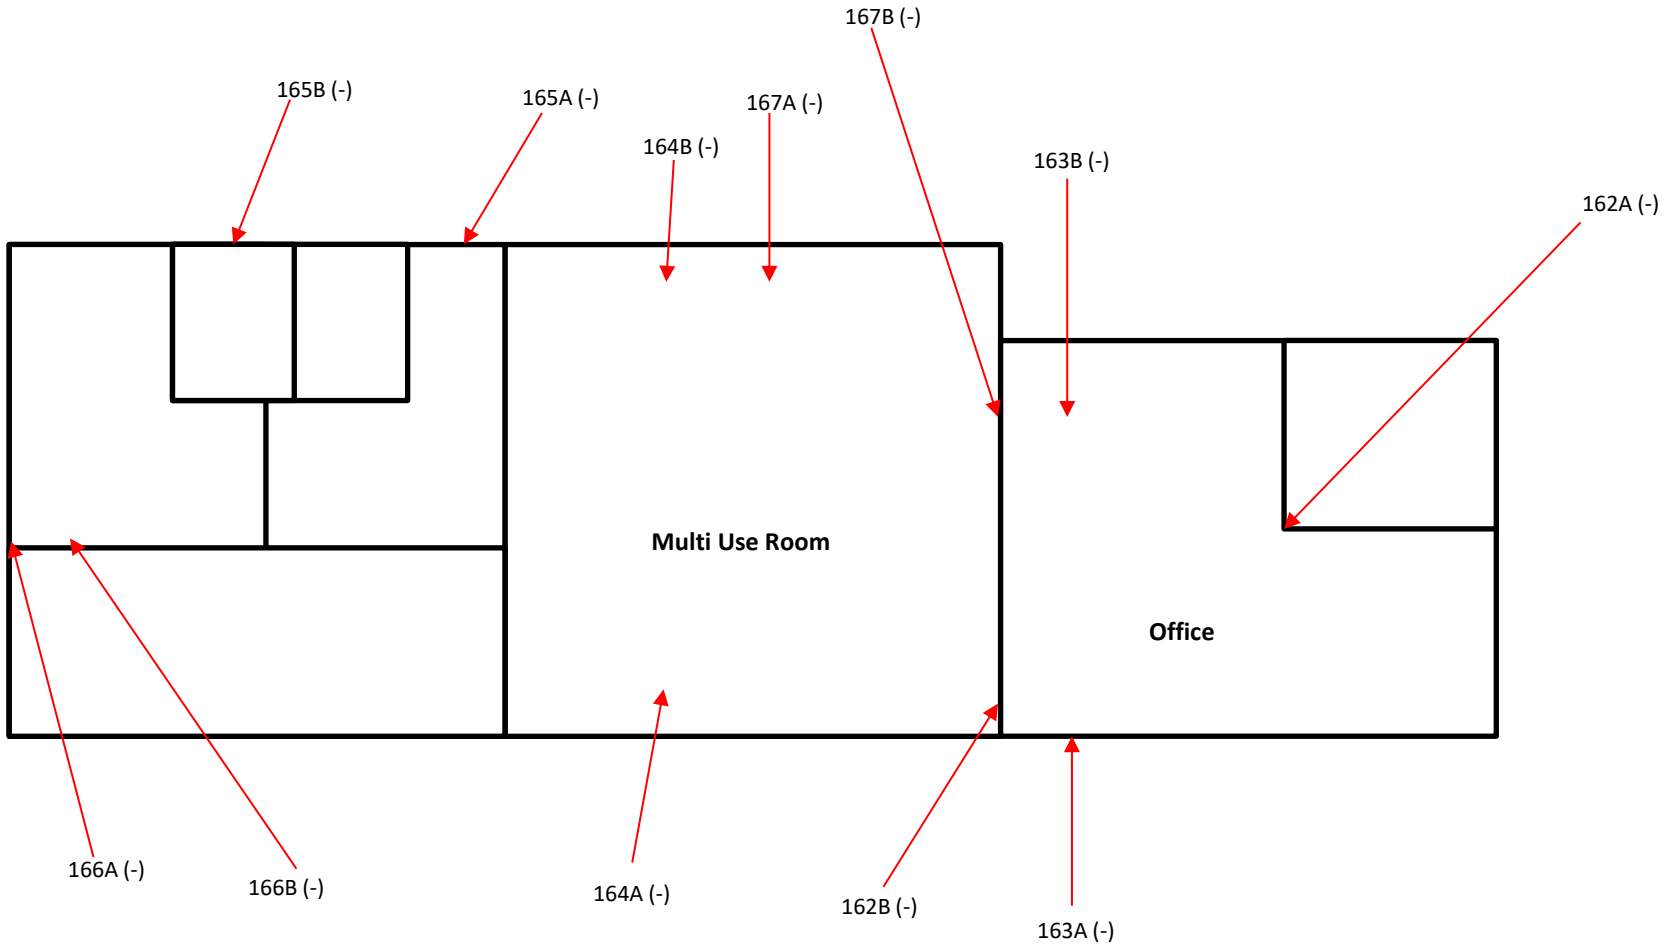 167B (-)
165B (-)
165A (-)
167A (-)
164B (-)
163B (-)
162A (-)
Multi Use Room
Office
166A (-)
166B (-)
164A (-)
162B (-)
163A (-)